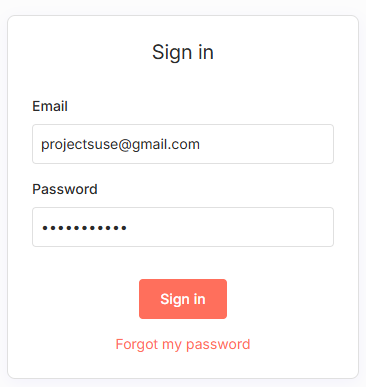 Sign in
Email
projectsuse@gmail.com
Password
•••••••••••
Sign in
Forgot my password